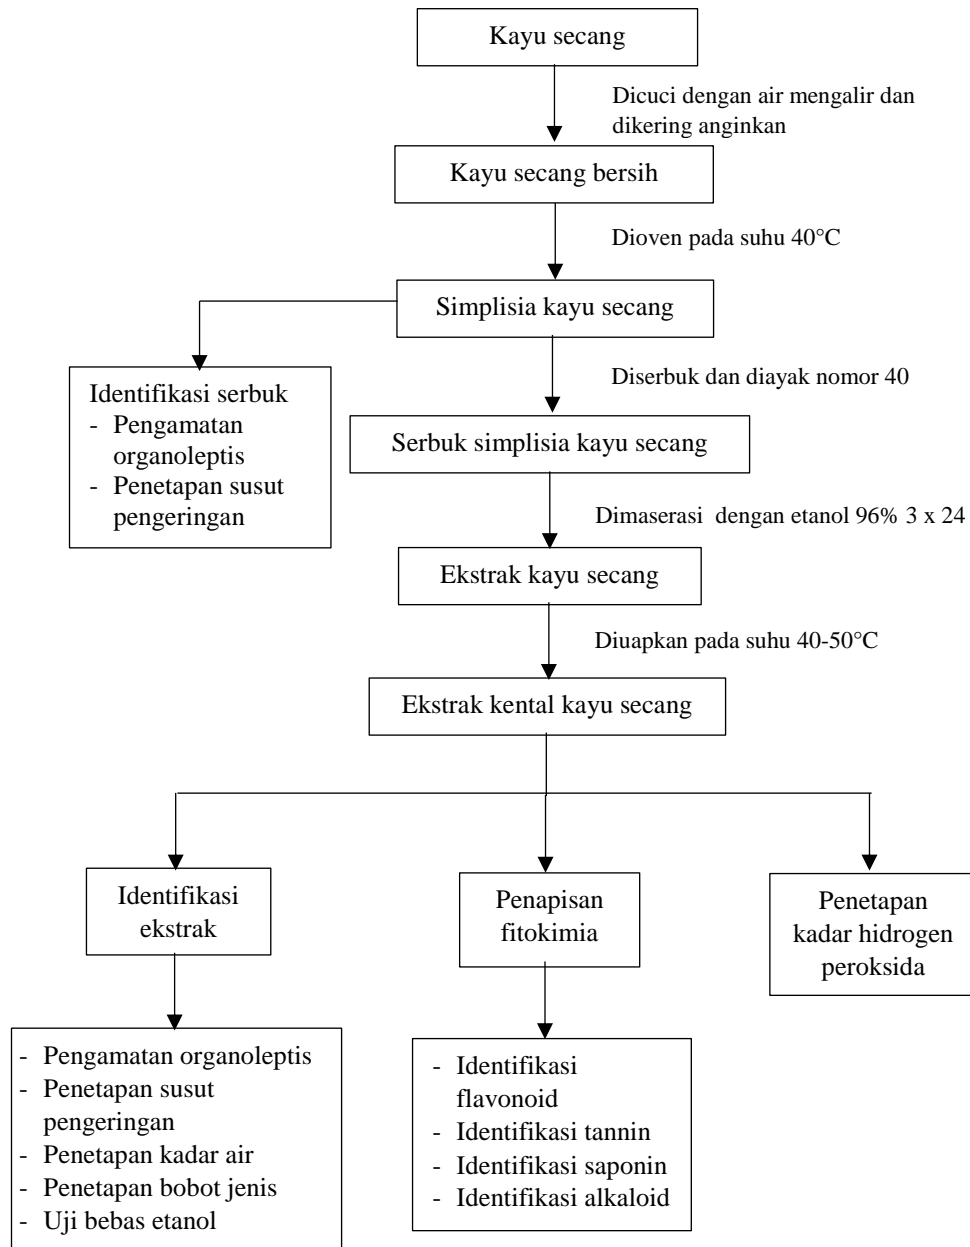 Kayu secang
Dicuci dengan air mengalir dan
dikering anginkan
Kayu secang bersih
Dioven pada suhu 40°C
Simplisia kayu secang
Identifikasi serbuk
- Pengamatan
organoleptis
- Penetapan susut
pengeringan
Diserbuk dan diayak nomor 40
Serbuk simplisia kayu secang
Dimaserasi dengan etanol 96% 3 x 24
Ekstrak kayu secang
Diuapkan pada suhu 40-50°C
Ekstrak kental kayu secang
Identifikasi
ekstrak
Penapisan
fitokimia
Penetapan
kadar hidrogen
peroksida
- Pengamatan organoleptis
- Penetapan susut
pengeringan
- Penetapan kadar air
- Penetapan bobot jenis
- Uji bebas etanol
- Identifikasi
flavonoid
- Identifikasi tannin
- Identifikasi saponin
- Identifikasi alkaloid